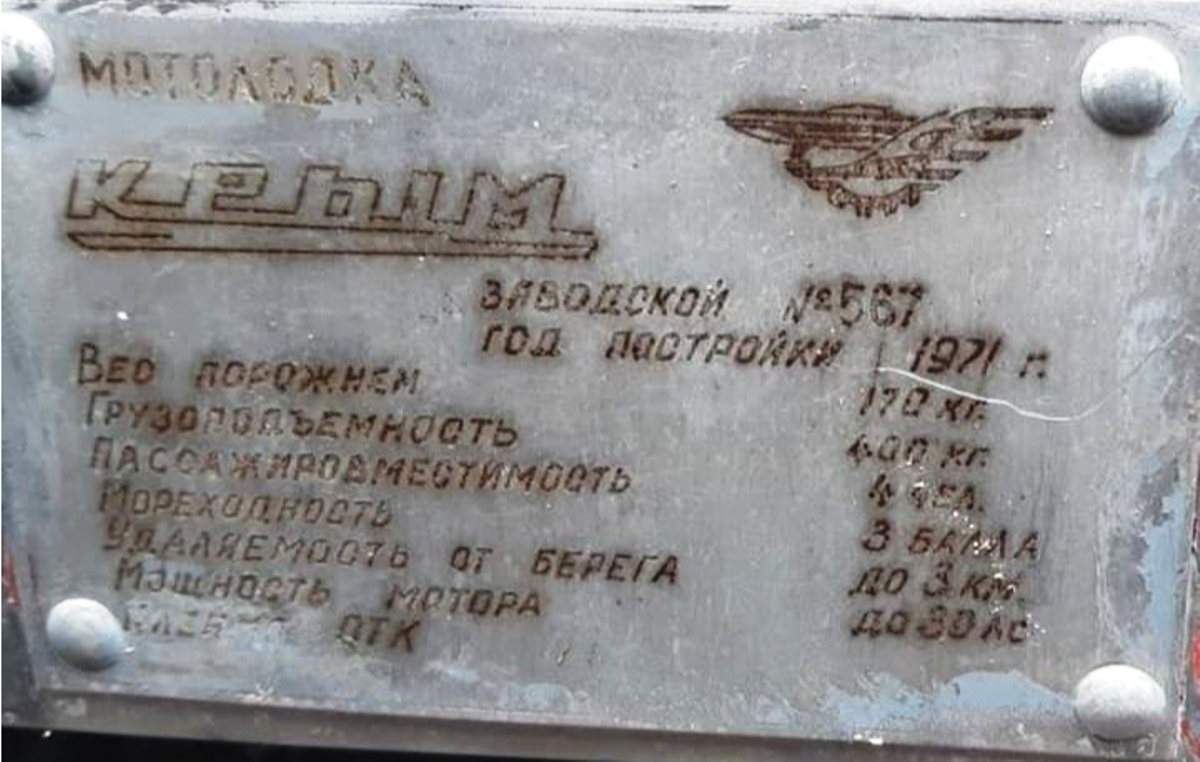 МОТОЛОДКА
КРЫМ
ЗАВОДСКОЙ №567
ГОД ПОСТРОЙКИ 1971 г.
ВЕС ПОРОЖНЕМ 170 кг.
ГРУЗОПОДЪЕМНОСТЬ 400 кг.
ПАССАЖИРОВМЕСТИМОСТЬ 4 ЧЕЛ.
МОРЕХОДНОСТЬ 3 БАЛЛА
УДАЛЯЕМОСТЬ ОТ БЕРЕГА ДО 3 КМ.
МОЩНОСТЬ МОТОРА ДО 30 ЛС
КЛЕЙМО ОТК